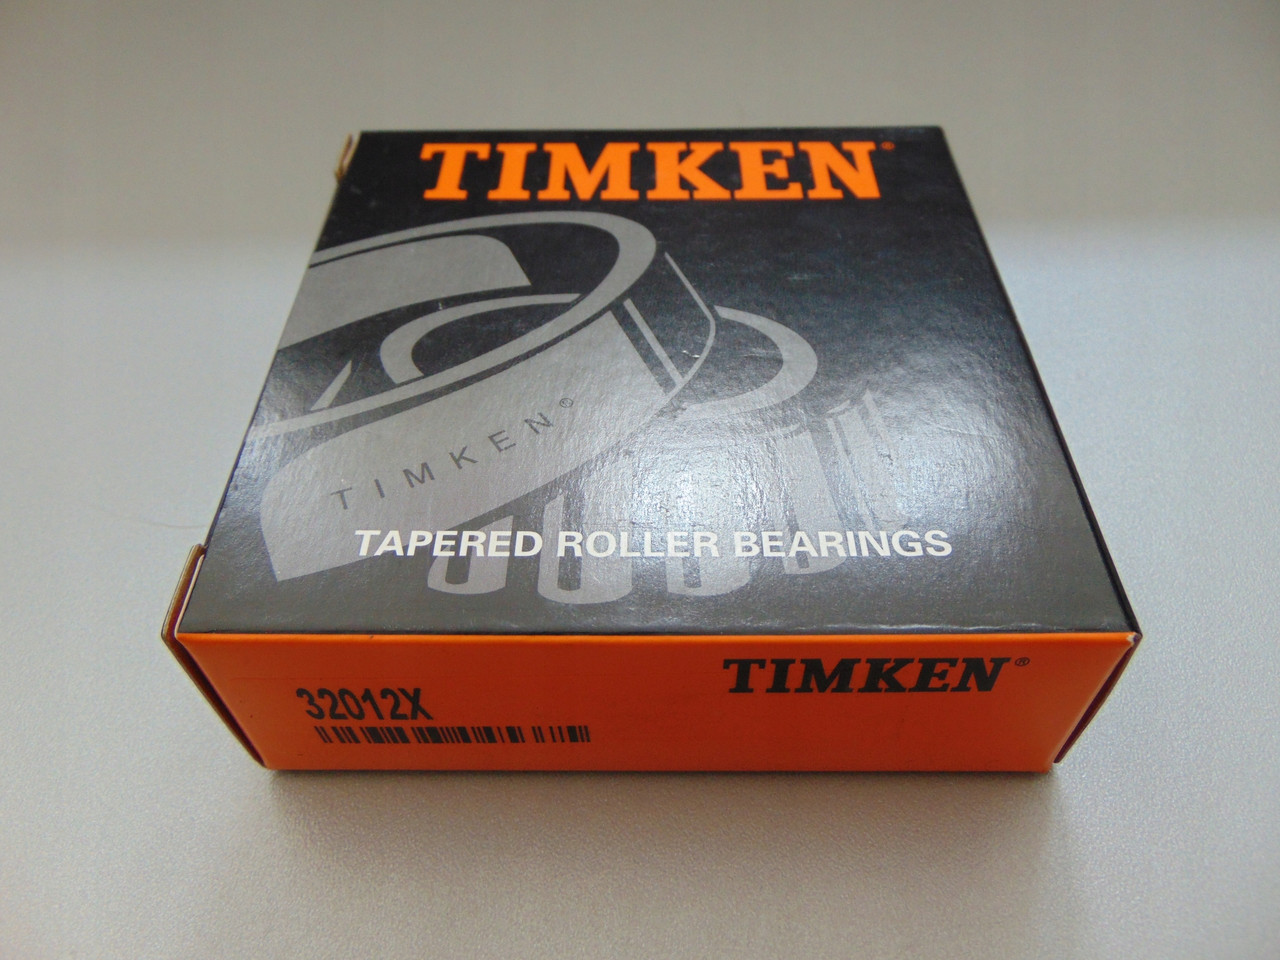 TIMKEN®
TIMKEN®
TAPERED ROLLER BEARINGS
TIMKEN®
32012X